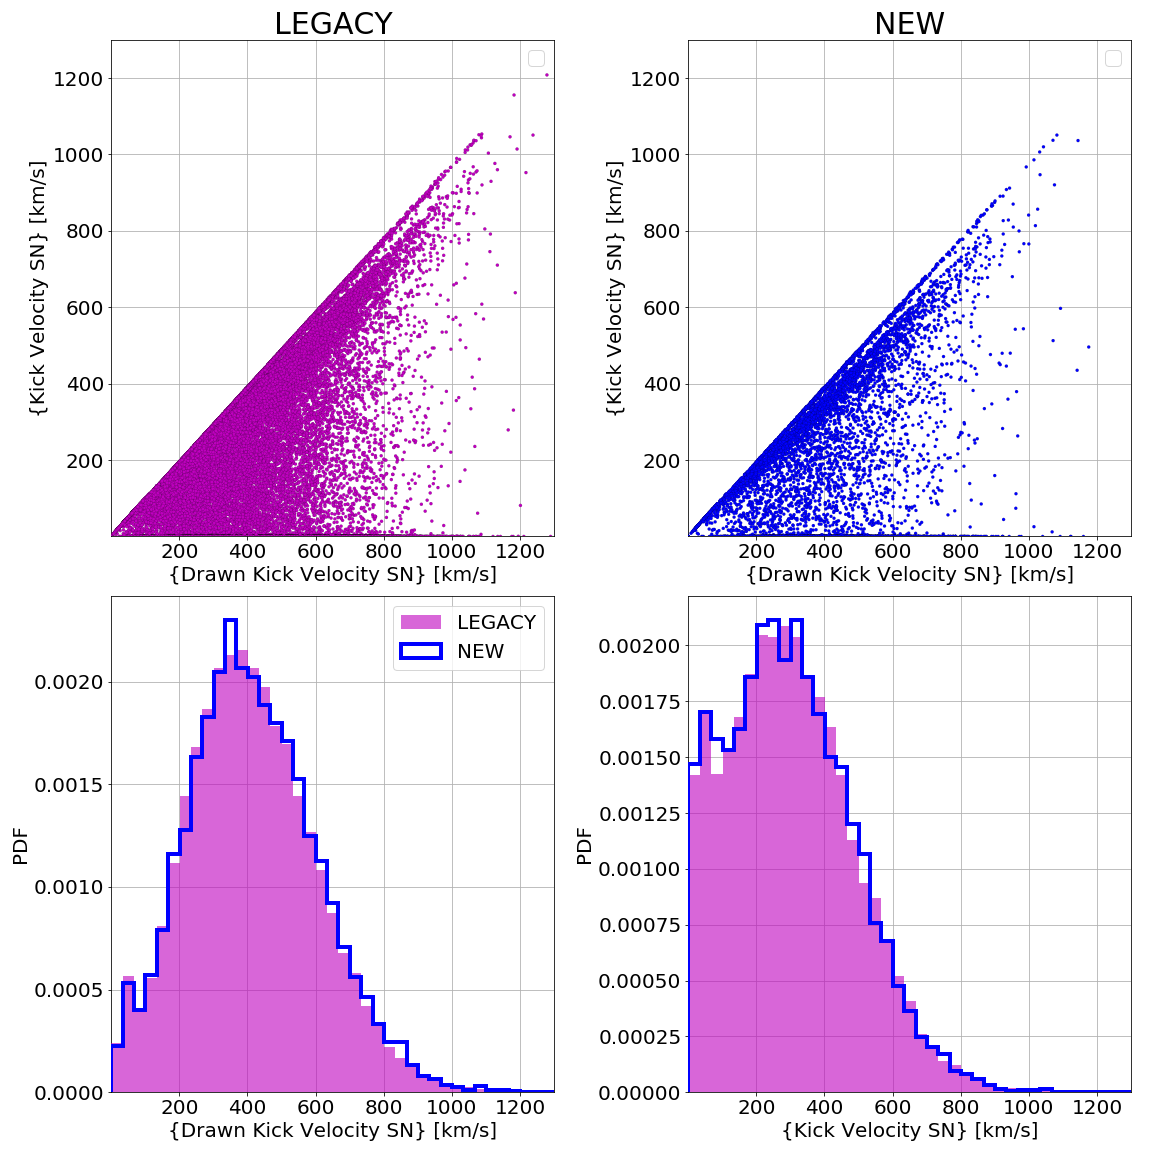 LEGACY
1200
1000
800
600
400
200
{Kick Velocity SN} [km/s]
200 400 600 800 1000 1200
{Drawn Kick Velocity SN} [km/s]
NEW
1200
1000
800
600
400
200
{Kick Velocity SN} [km/s]
200 400 600 800 1000 1200
{Drawn Kick Velocity SN} [km/s]
LEGACY
NEW
0.0020
0.0015
0.0010
0.0005
0.0000
PDF
200 400 600 800 1000 1200
{Drawn Kick Velocity SN} [km/s]
0.00200
0.00175
0.00150
0.00125
0.00100
0.00075
0.00050
0.00025
0.00000
PDF
200 400 600 800 1000 1200
{Kick Velocity SN} [km/s]